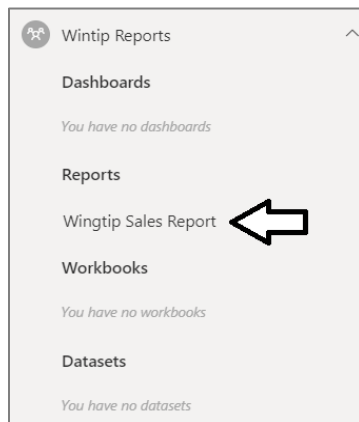 Wintip Reports
Dashboards
You have no dashboards
Reports
Wingtip Sales Report
Workbooks
You have no workbooks
Datasets
You have no datasets